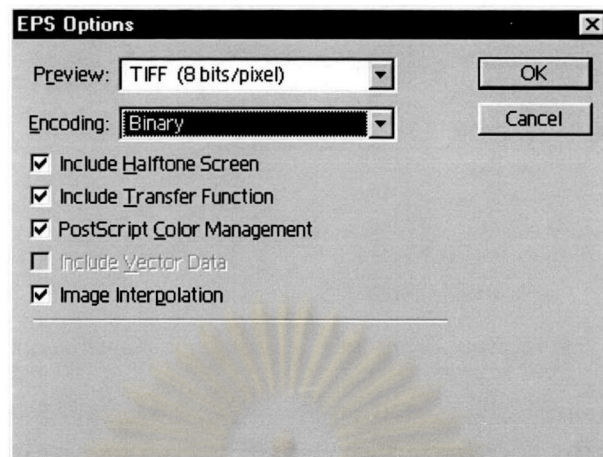 EPS Options
Preview: TIFF (8 bits/pixel)
OK
Encoding: Binary
Cancel
Include Halftone Screen
Include Transfer Function
PostScript Color Management
Include Vector Data
Image Interpolation